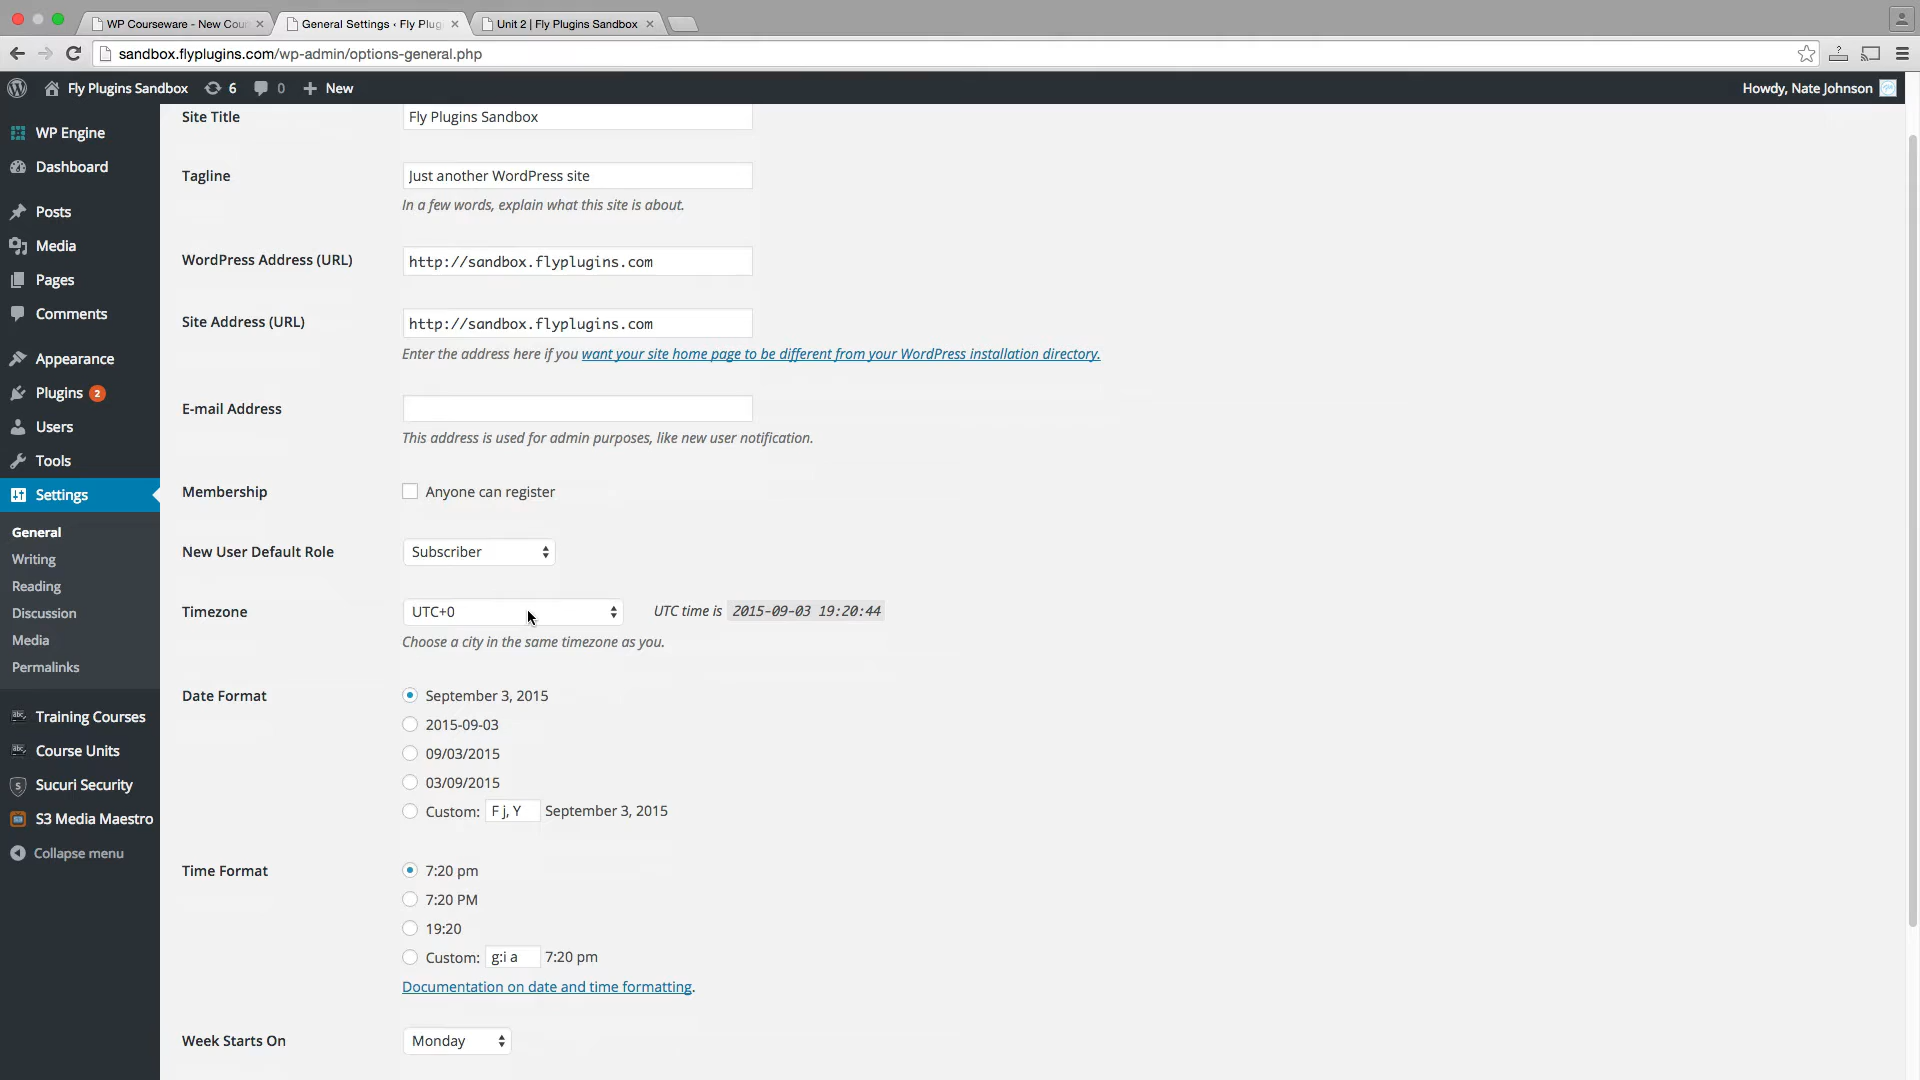 WP Courseware - New Cou
General Settings ‹ Fly Plug
Unit 2 | Fly Plugins Sandbox
sandbox.flyplugins.com/wp-admin/options-general.php
Fly Plugins Sandbox
6
0
New
Howdy, Nate Johnson
WP Engine
Dashboard
Posts
Media
Pages
Comments
Appearance
Plugins 2
Users
Tools
Settings
General
Writing
Reading
Discussion
Media
Permalinks
Training Courses
Course Units
Sucuri Security
S3 Media Maestro
Collapse menu
Site Title
Fly Plugins Sandbox
Tagline
Just another WordPress site
In a few words, explain what this site is about.
WordPress Address (URL)
http://sandbox.flyplugins.com
Site Address (URL)
http://sandbox.flyplugins.com
Enter the address here if you want your site home page to be different from your WordPress installation directory.
E-mail Address
This address is used for admin purposes, like new user notification.
Membership
Anyone can register
New User Default Role
Subscriber
Timezone
UTC+0
UTC time is 2015-09-03 19:20:44
Choose a city in the same timezone as you.
Date Format
September 3, 2015
2015-09-03
09/03/2015
03/09/2015
Custom: F j, Y September 3, 2015
Time Format
7:20 pm
7:20 PM
19:20
Custom: g:i a 7:20 pm
Documentation on date and time formatting.
Week Starts On
Monday